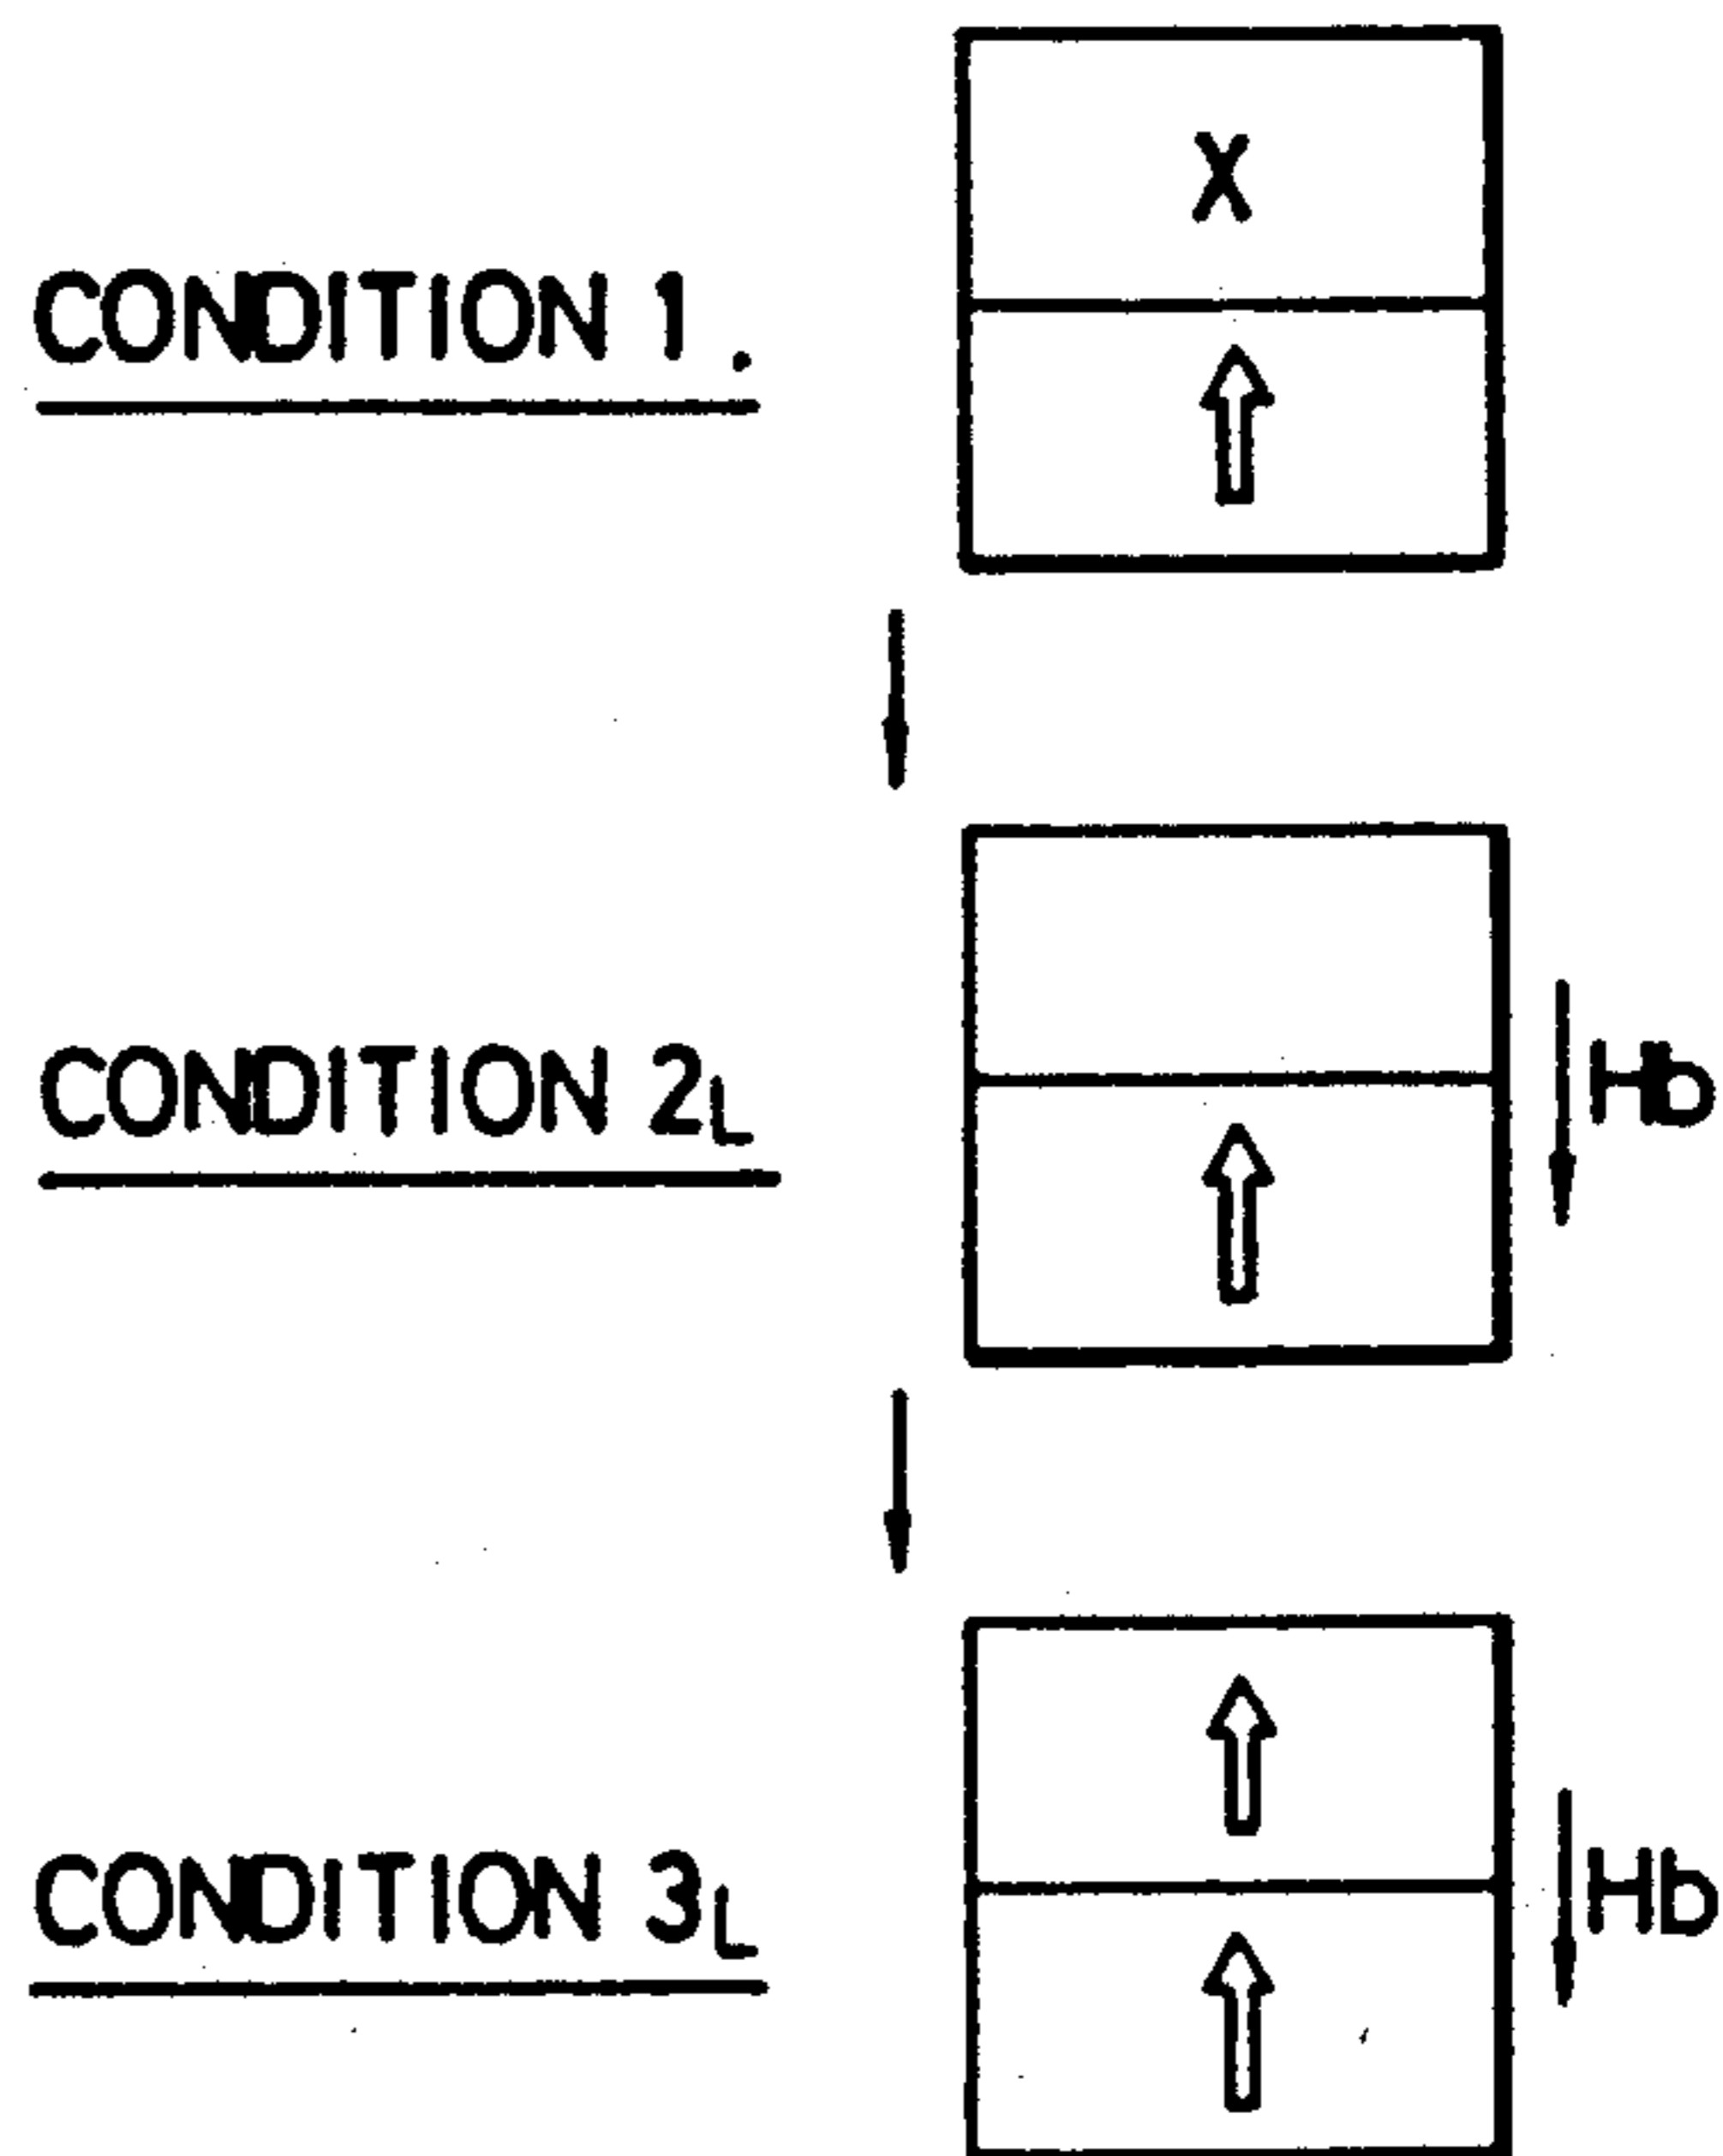 X
CONDITION 1.
CONDITION 2L
Hb
CONDITION 3L
Hb